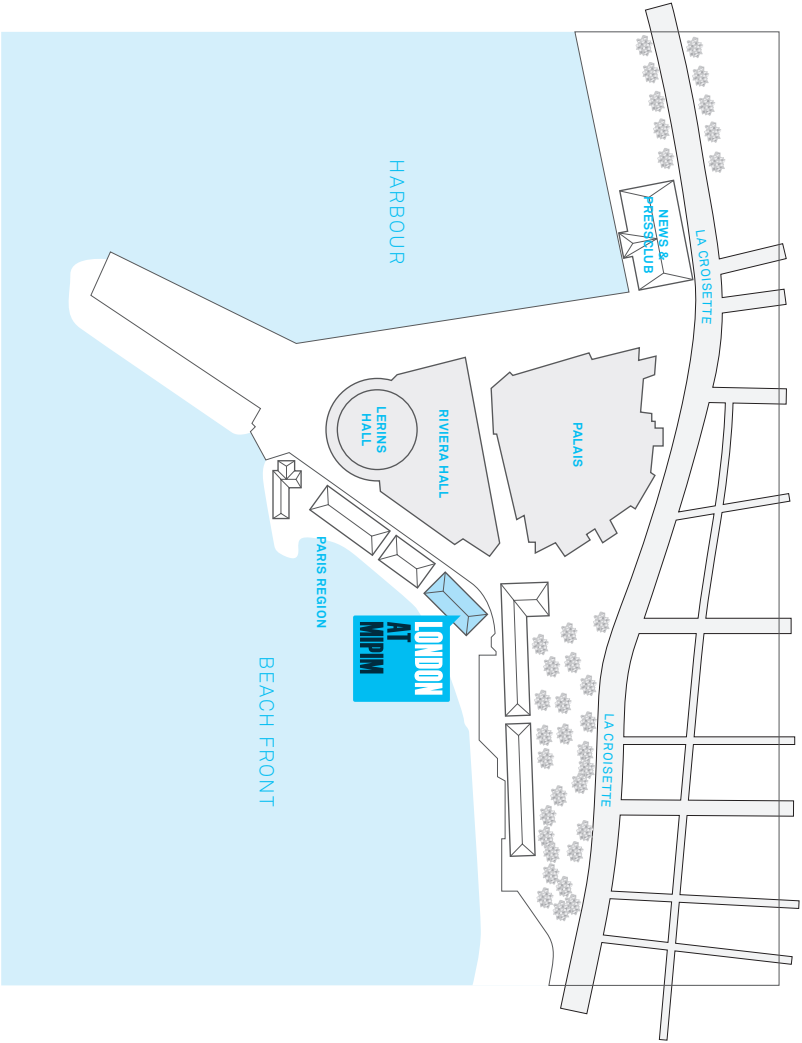 LA CROISETTE
NEWS &
PRESS CLUB
LA CROISETTE
PALAIS
RIVIERA HALL
LERINS
HALL
HARBOUR
LONDON
AT
MIPIM
PARIS REGION
BEACH FRONT